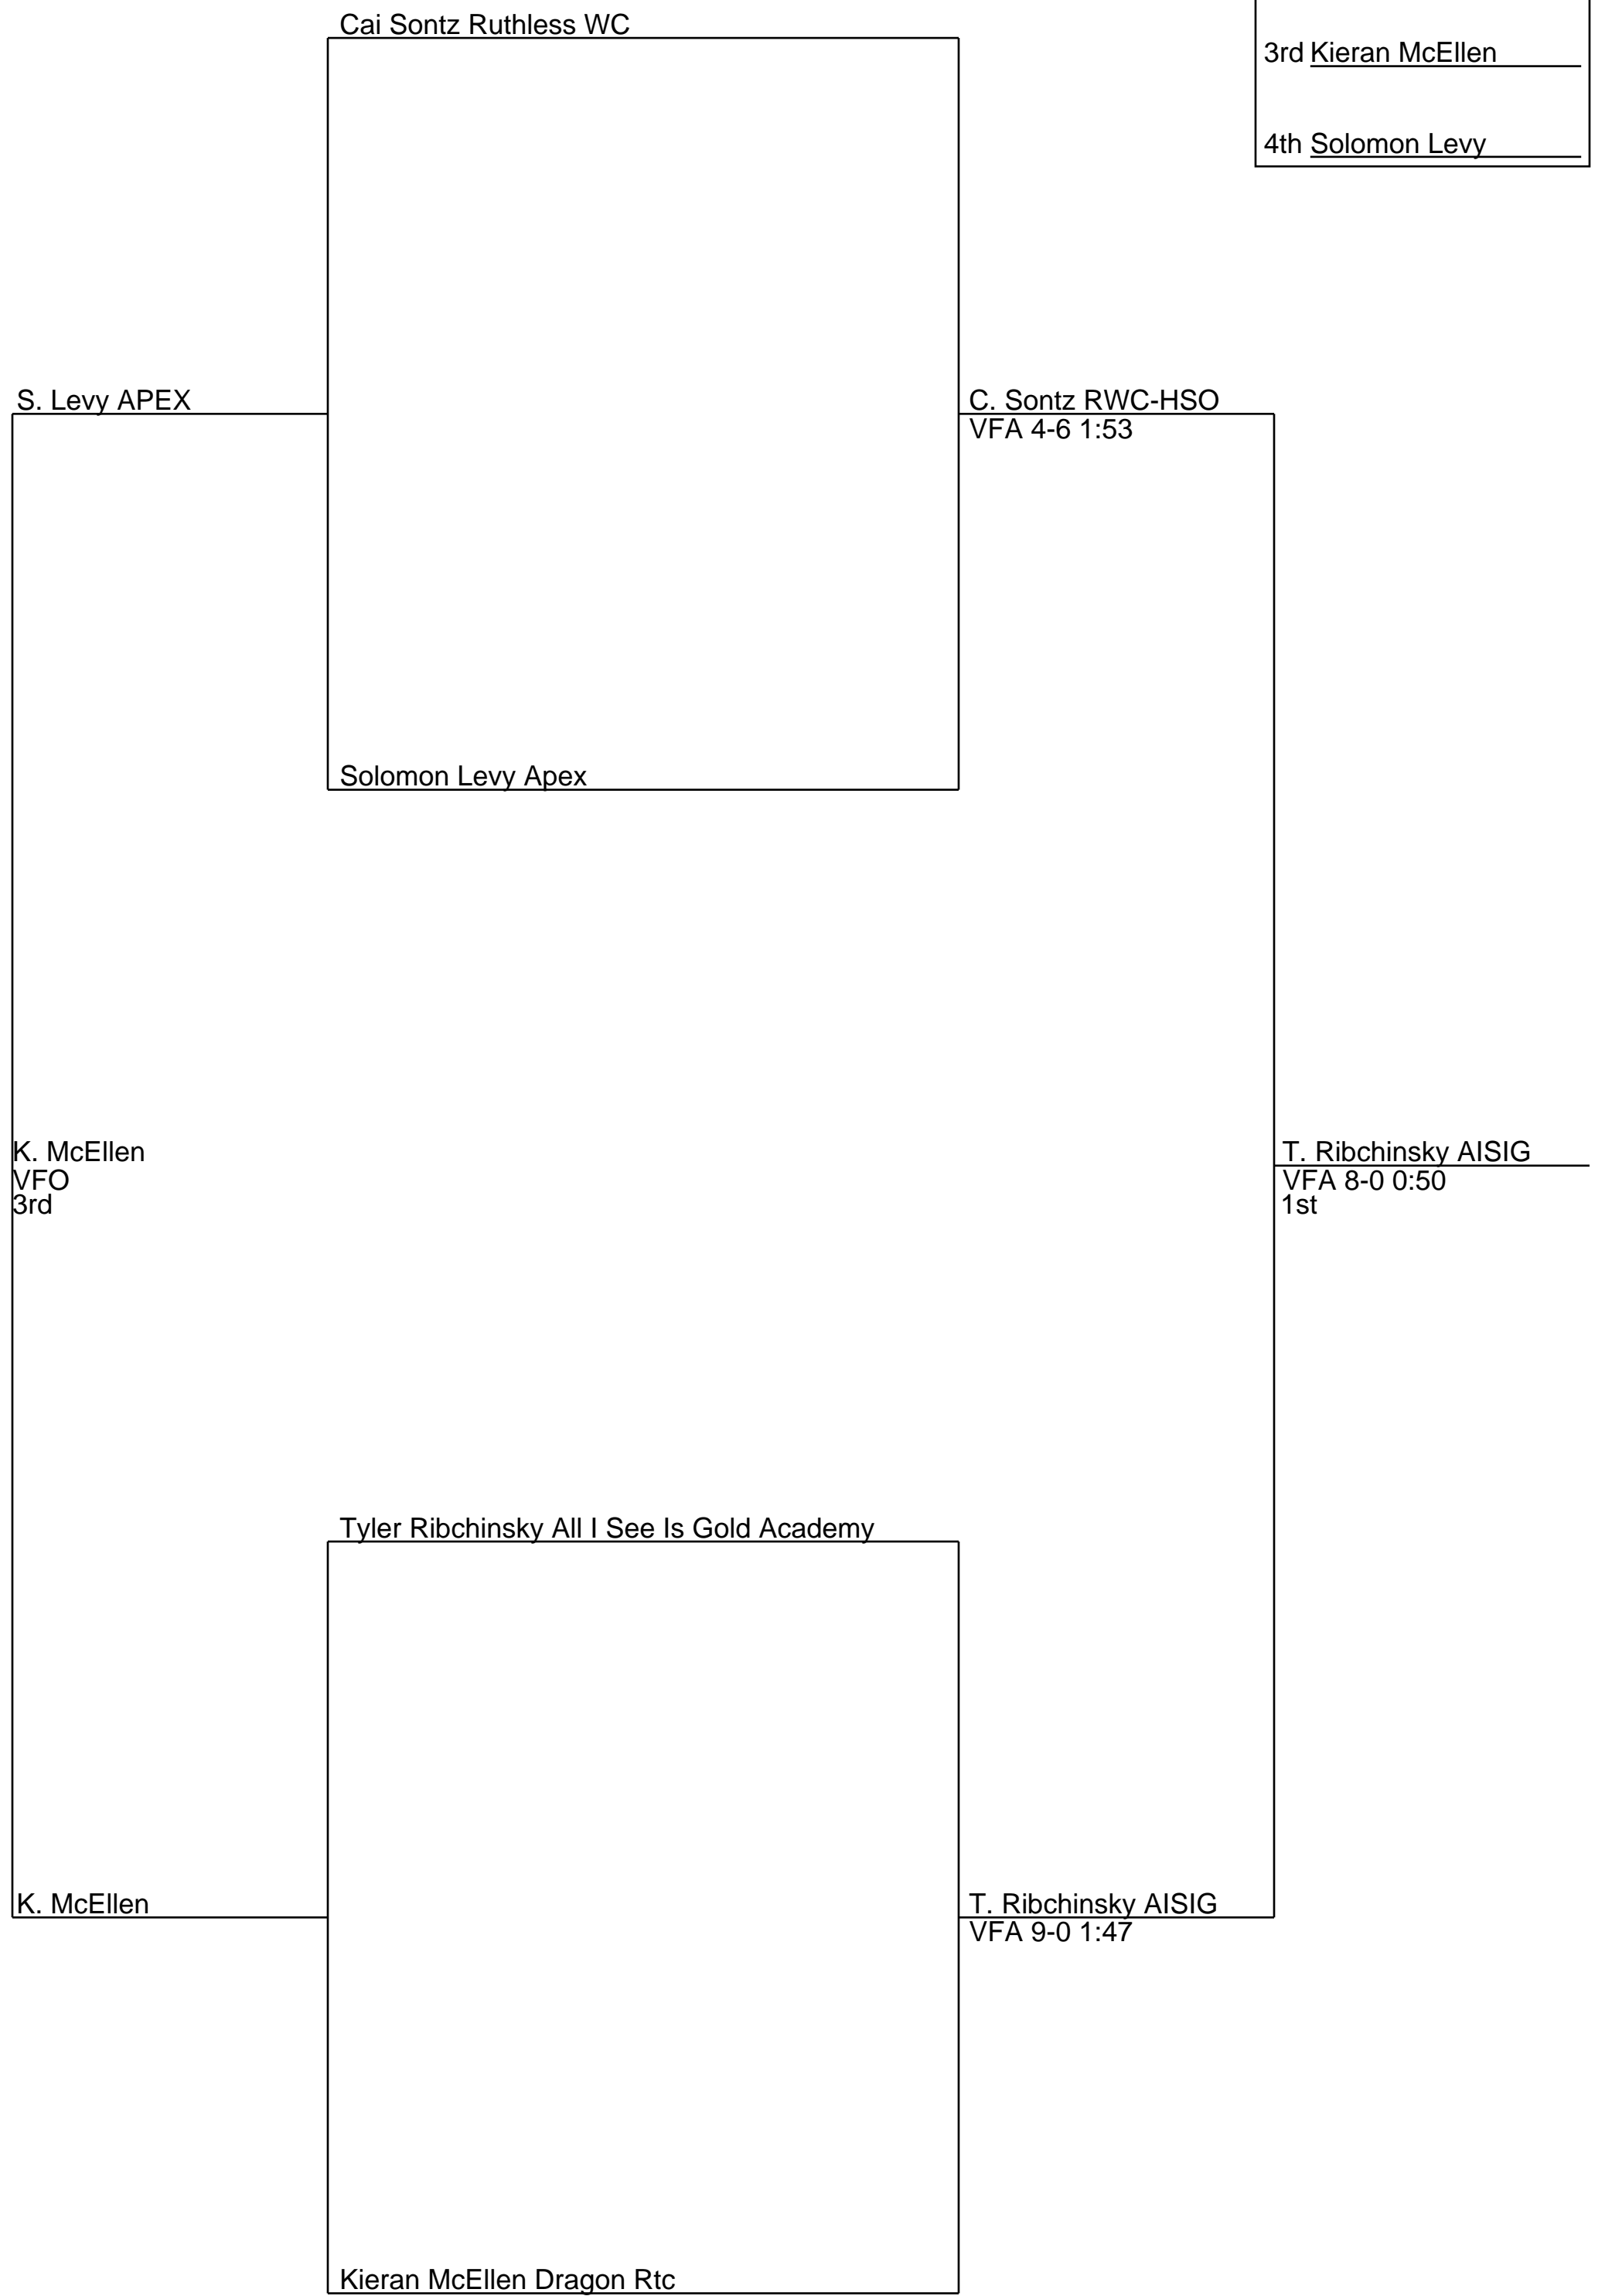 Cai Sontz Ruthless WC
3rd Kieran McEllen
4th Solomon Levy
S. Levy APEX
C. Sontz RWC-HSO
VFA 4-6 1:53
Solomon Levy Apex
K. McEllen
VFO
3rd
T. Ribchinsky AISIG
VFA 8-0 0:50
1st
Tyler Ribchinsky All I See Is Gold Academy
K. McEllen
T. Ribchinsky AISIG
VFA 9-0 1:47
Kieran McEllen Dragon Rtc